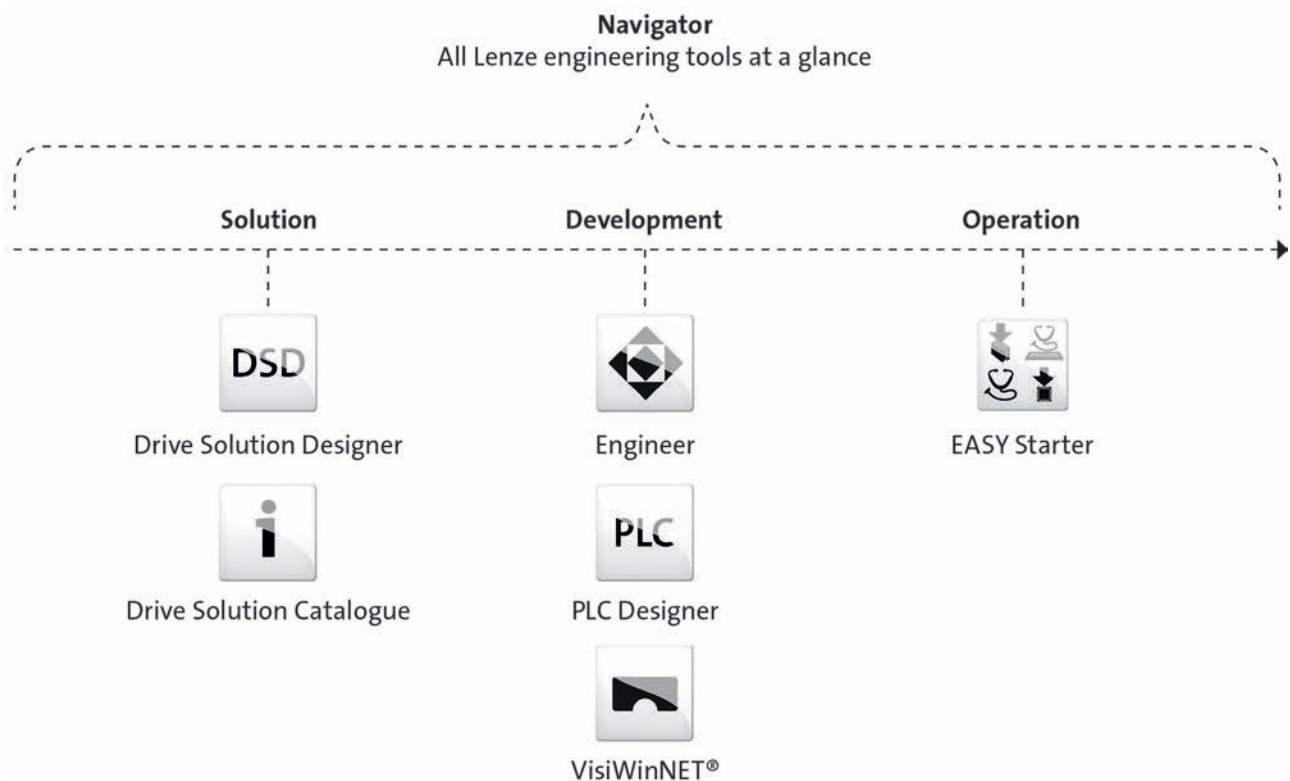 Navigator
All Lenze engineering tools at a glance
Solution
Development
Operation
DSD
Drive Solution Designer
Engineer
EASY Starter
i
PLC
Drive Solution Catalogue
PLC Designer
VisiWinNET®